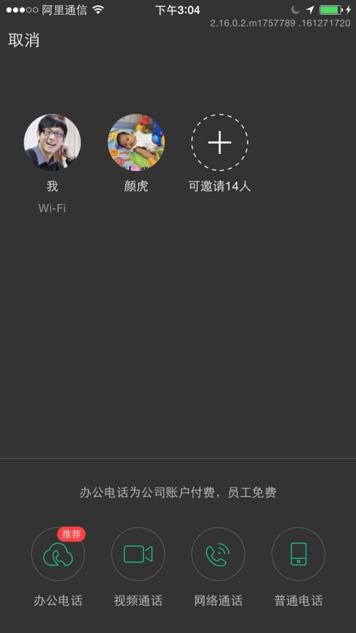 阿里通信
下午3:04
2.16.0.2.m1757789 .161271720
取消
我
颜虎
可邀请14人
Wi-Fi
办公电话为公司账户付费，员工免费
推荐
办公电话
视频通话
网络通话
普通电话